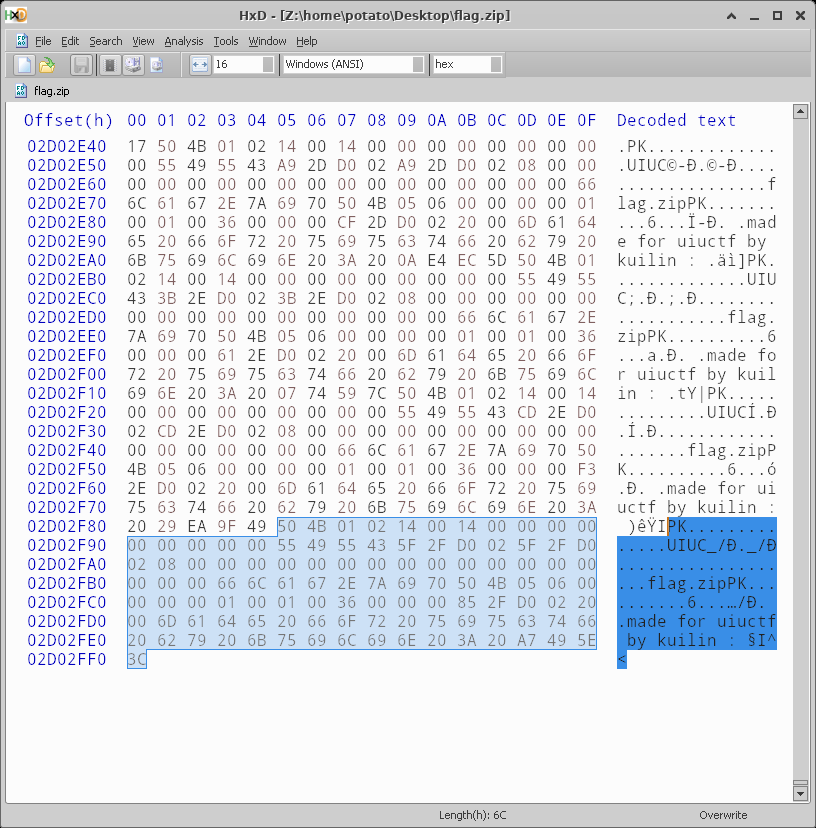 HxD - [Z:\home\potato\Desktop\flag.zip]
File Edit Search View Analysis Tools Window Help
16 Windows (ANSI) hex
flag.zip
Offset(h) 00 01 02 03 04 05 06 07 08 09 0A 0B 0C 0D 0E 0F Decoded text
02D02E40 17 50 4B 01 02 14 00 14 00 00 00 00 00 00 00 00 .PK.............
02D02E50 00 55 49 55 43 A9 2D D0 02 A9 2D D0 02 08 00 00 .UIUC©-Ð.©-Ð....
02D02E60 00 00 00 00 00 00 00 00 00 00 00 00 00 00 00 66 ...............f
02D02E70 6C 61 67 2E 7A 69 70 50 4B 05 06 00 00 00 00 01 lag.zipPK.......
02D02E80 00 01 00 36 00 00 00 CF 2D D0 02 20 00 6D 61 64 ...6...Ï-Ð. .mad
02D02E90 65 20 66 6F 72 20 75 69 75 63 74 66 20 62 79 20 e for uiuctf by
02D02EA0 6B 75 69 6C 69 6E 20 3A 20 0A E4 EC 5D 50 4B 01 kuilin : .äì]PK.
02D02EB0 02 14 00 14 00 00 00 00 00 00 00 00 00 55 49 55 .............UIU
02D02EC0 43 3B 2E D0 02 3B 2E D0 02 08 00 00 00 00 00 00 C;.Ð.;.Ð........
02D02ED0 00 00 00 00 00 00 00 00 00 00 00 66 6C 61 67 2E ...........flag.
02D02EE0 7A 69 70 50 4B 05 06 00 00 00 00 01 00 01 00 36 zipPK..........6
02D02EF0 00 00 00 61 2E D0 02 20 00 6D 61 64 65 20 66 6F ...a.Ð. .made fo
02D02F00 72 20 75 69 75 63 74 66 20 62 79 20 6B 75 69 6C r uiuctf by kuil
02D02F10 69 6E 20 3A 20 07 74 59 7C 50 4B 01 02 14 00 14 in : .tY|PK.....
02D02F20 00 00 00 00 00 00 00 00 00 55 49 55 43 CD 2E D0 .........UIUCÍ.Ð
02D02F30 02 CD 2E D0 02 08 00 00 00 00 00 00 00 00 00 00 .Í.Ð............
02D02F40 00 00 00 00 00 00 00 66 6C 61 67 2E 7A 69 70 50 .......flag.zipP
02D02F50 4B 05 06 00 00 00 00 01 00 01 00 36 00 00 00 F3 K..........6...ó
02D02F60 2E D0 02 20 00 6D 61 64 65 20 66 6F 72 20 75 69 .Ð. .made for ui
02D02F70 75 63 74 66 20 62 79 20 6B 75 69 6C 69 6E 20 3A uctf by kuilin :
02D02F80 20 29 EA 9F 49 50 4B 01 02 14 00 14 00 00 00 00 )êŸIPK.........
02D02F90 00 00 00 00 00 55 49 55 43 5F 2F D0 02 5F 2F D0 .....UIUC_/Ð._/Ð
02D02FA0 02 08 00 00 00 00 00 00 00 00 00 00 00 00 00 00 ................
02D02FB0 00 00 00 66 6C 61 67 2E 7A 69 70 50 4B 05 06 00 ...flag.zipPK...
02D02FC0 00 00 00 01 00 01 00 36 00 00 00 85 2F D0 02 20 .......6...…/Ð.
02D02FD0 00 6D 61 64 65 20 66 6F 72 20 75 69 75 63 74 66 .made for uiuctf
02D02FE0 20 62 79 20 6B 75 69 6C 69 6E 20 3A 20 A7 49 5E by kuilin : §I^
02D02FF0 3C <
Length(h): 6C Overwrite